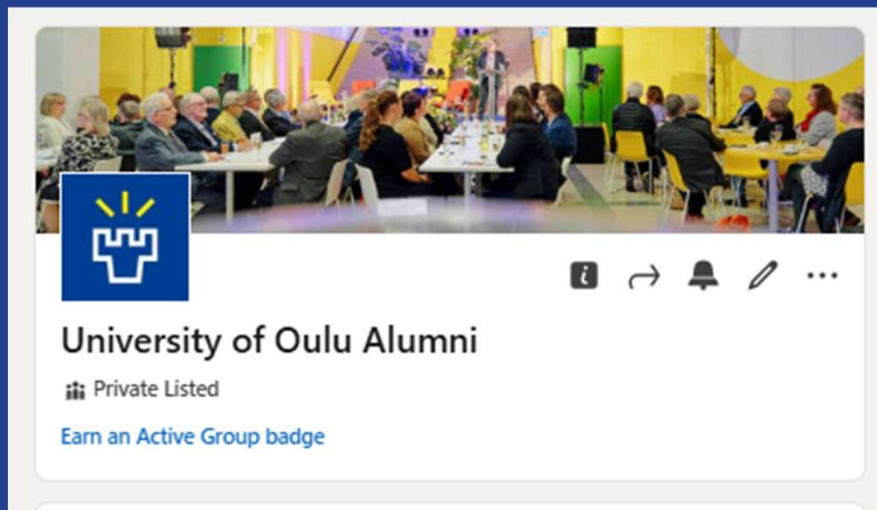 University of Oulu Alumni
Private Listed
Earn an Active Group badge